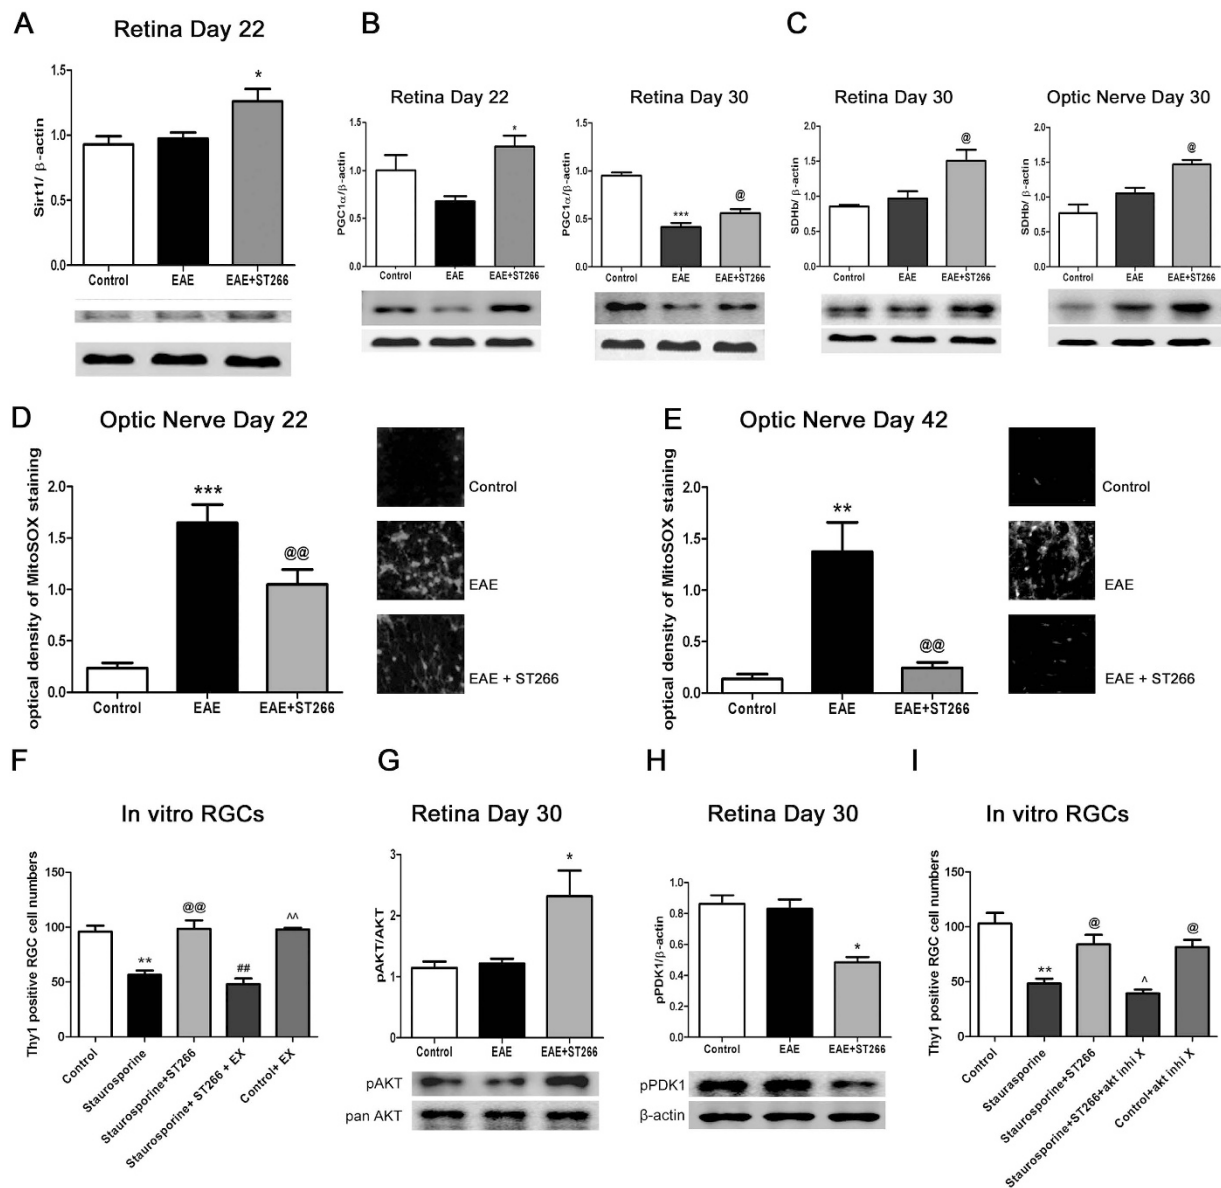 A
Retina Day 22
Sirt1/ β-actin
1.5
1.0
0.5
0.0
*
Control
EAE
EAE+ST266
B
Retina Day 22
PGC1α/β-actin
1.5
1.0
0.5
0.0
*
Control
EAE
EAE+ST266
Retina Day 30
PGC1α/β-actin
1.5
1.0
0.5
0.0
***
@
Control
EAE
EAE+ST266
C
Retina Day 30
SDHb/ β-actin
2.0
1.5
1.0
0.5
0.0
@
Control
EAE
EAE+ST266
Optic Nerve Day 30
SDHb/ β-actin
2.0
1.5
1.0
0.5
0.0
@
Control
EAE
EAE+ST266
D
Optic Nerve Day 22
optical density of MitoSOX staining
2.0
1.5
1.0
0.5
0.0
***
@@
Control
EAE
EAE+ST266
Control
EAE
EAE + ST266
E
Optic Nerve Day 42
optical density of MitoSOX staining
2.0
1.5
1.0
0.5
0.0
**
@@
Control
EAE
EAE+ST266
Control
EAE
EAE + ST266
F
In vitro RGCs
Thy1 positive RGC cell numbers
150
100
50
0
**
@@
##
^^
Control
Staurosporine
Staurosporine+ST266
Staurosporine+ ST266 + EX
Control+ EX
G
Retina Day 30
pAKT/AKT
3
2
1
0
*
Control
EAE
EAE+ST266
pAKT
pan AKT
H
Retina Day 30
pPDK1/β-actin
1.0
0.8
0.6
0.4
0.2
0.0
*
Control
EAE
EAE+ST266
pPDK1
β-actin
I
In vitro RGCs
Thy1 positive RGC cell numbers
150
100
50
0
**
@
^
@
Control
Staurasporine
Staurosporine+ST266
Staurosporine+ST266+akt inhi X
Control+akt inhi X